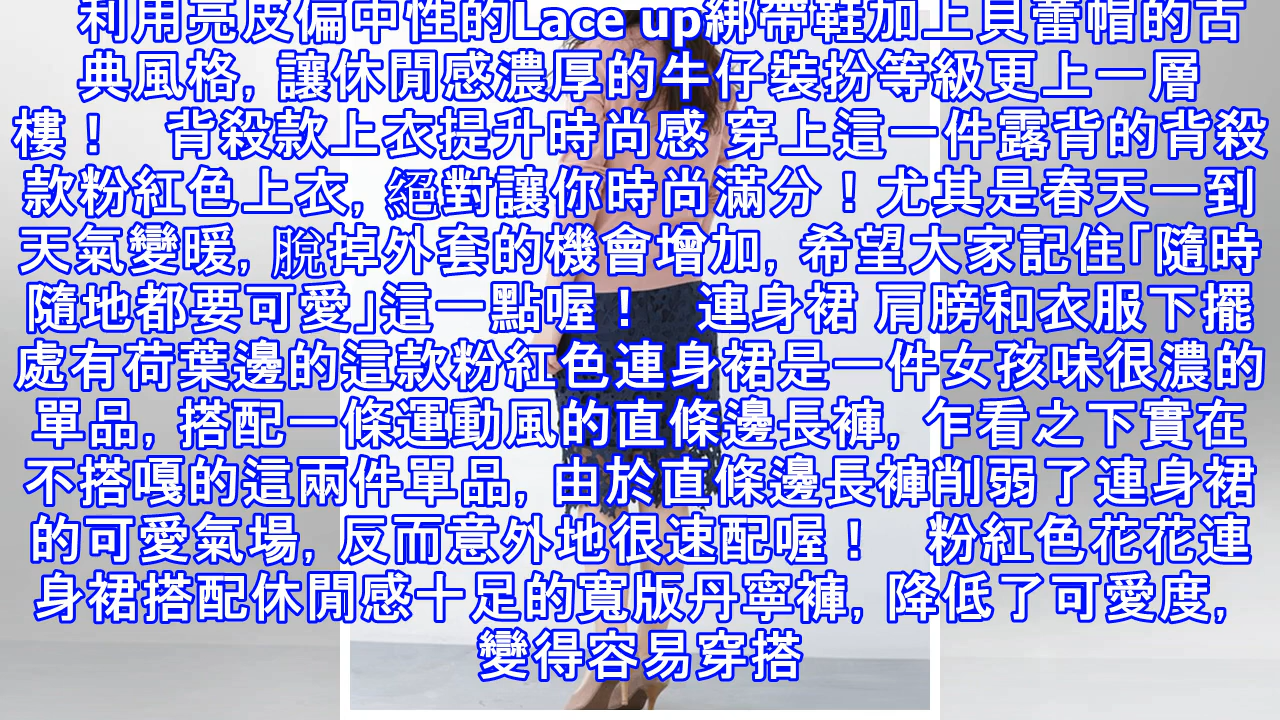 利用亮皮偏中性的Lace up綁帶鞋加上貝蕾帽的古
典風格, 讓休閒感濃厚的牛仔裝扮等級更上一層
樓！ 背殺款上衣提升時尚感 穿上這一件露背的背殺
款粉紅色上衣, 絕對讓你時尚滿分！尤其是春天一到
天氣變暖, 脫掉外套的機會增加, 希望大家記住「隨時
隨地都要可愛」這一點喔！ 連身裙 肩膀和衣服下擺
處有荷葉邊的這款粉紅色連身裙是一件女孩味很濃的
單品, 搭配一條運動風的直條邊長褲, 乍看之下實在
不搭嘎的這兩件單品, 由於直條邊長褲削弱了連身裙
的可愛氣場, 反而意外地很速配喔！ 粉紅色花花連
身裙搭配休閒感十足的寬版丹寧褲, 降低了可愛度,
變得容易穿搭